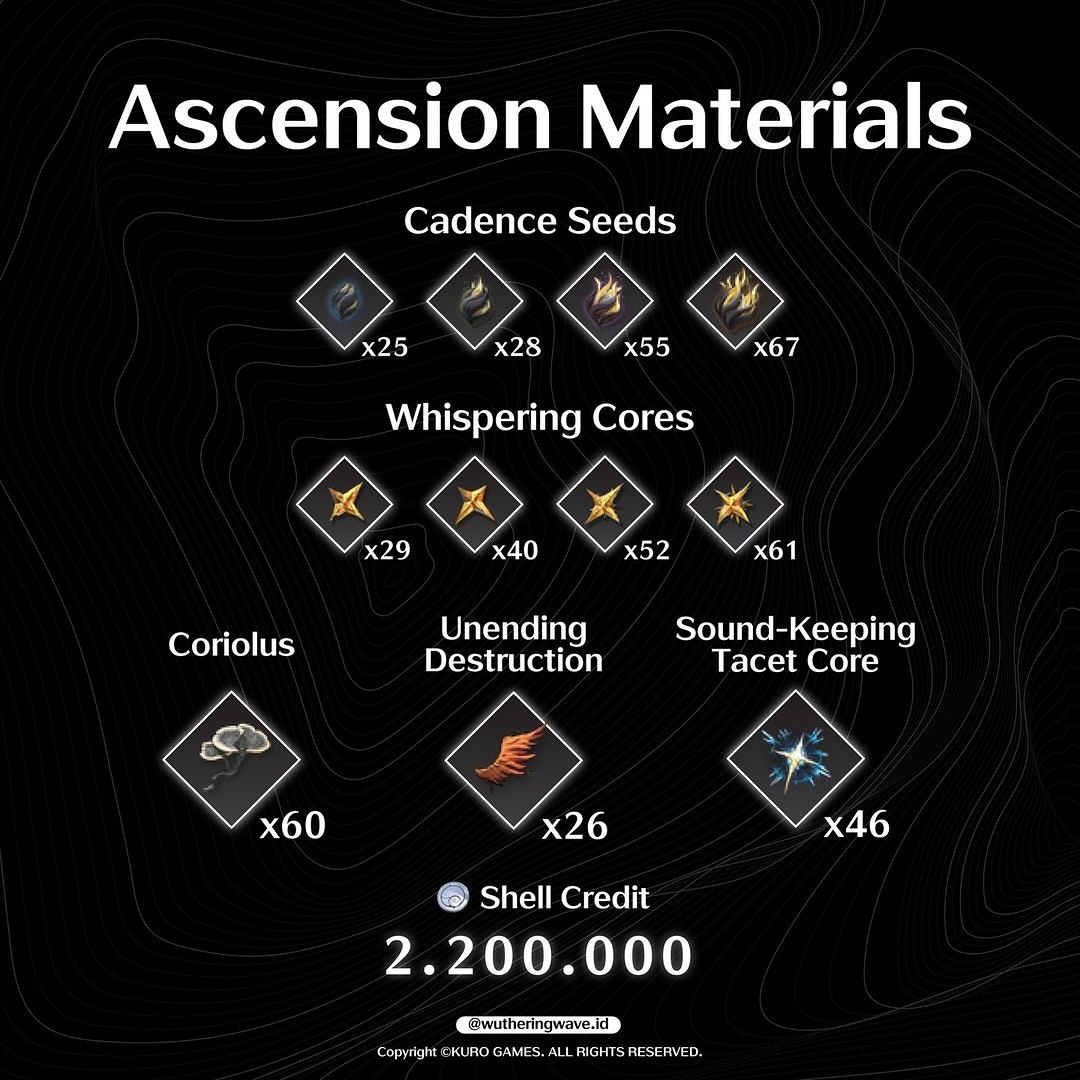 Ascension Materials
Cadence Seeds
x25 x28 x55 x67
Whispering Cores
x29 x40 x52 x61
Coriolus
Unending
Destruction
Sound-Keeping
Tacet Core
x60 x26 x46
Shell Credit
2.200.000
@wutheringwave.id
Copyright ©KURO GAMES. ALL RIGHTS RESERVED.